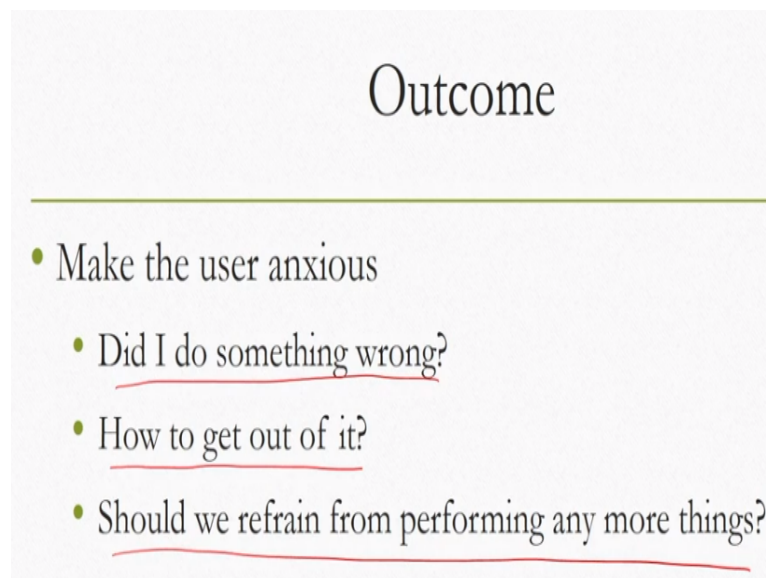 Outcome
Make the user anxious
Did I do something wrong?
How to get out of it?
Should we refrain from performing any more things?